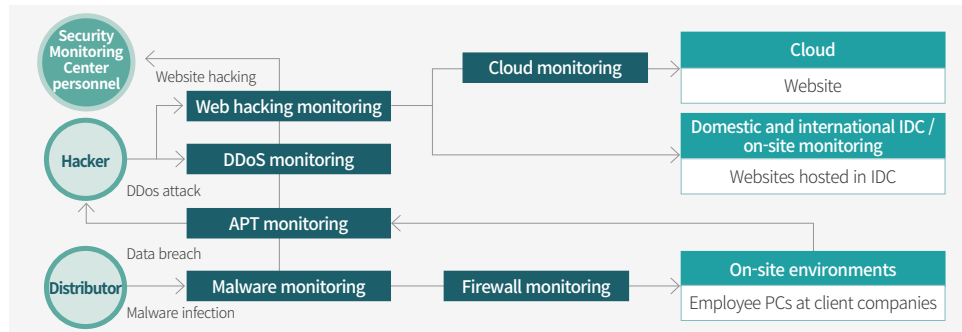 Security
Monitoring
Center
personnel
Website hacking
Cloud monitoring
Cloud
Website
Web hacking monitoring
Domestic and international IDC /
on-site monitoring
Websites hosted in IDC
Hacker
DDoS monitoring
DDos attack
APT monitoring
Data breach
Distributor
Malware monitoring
Firewall monitoring
On-site environments
Employee PCs at client companies
Malware infection